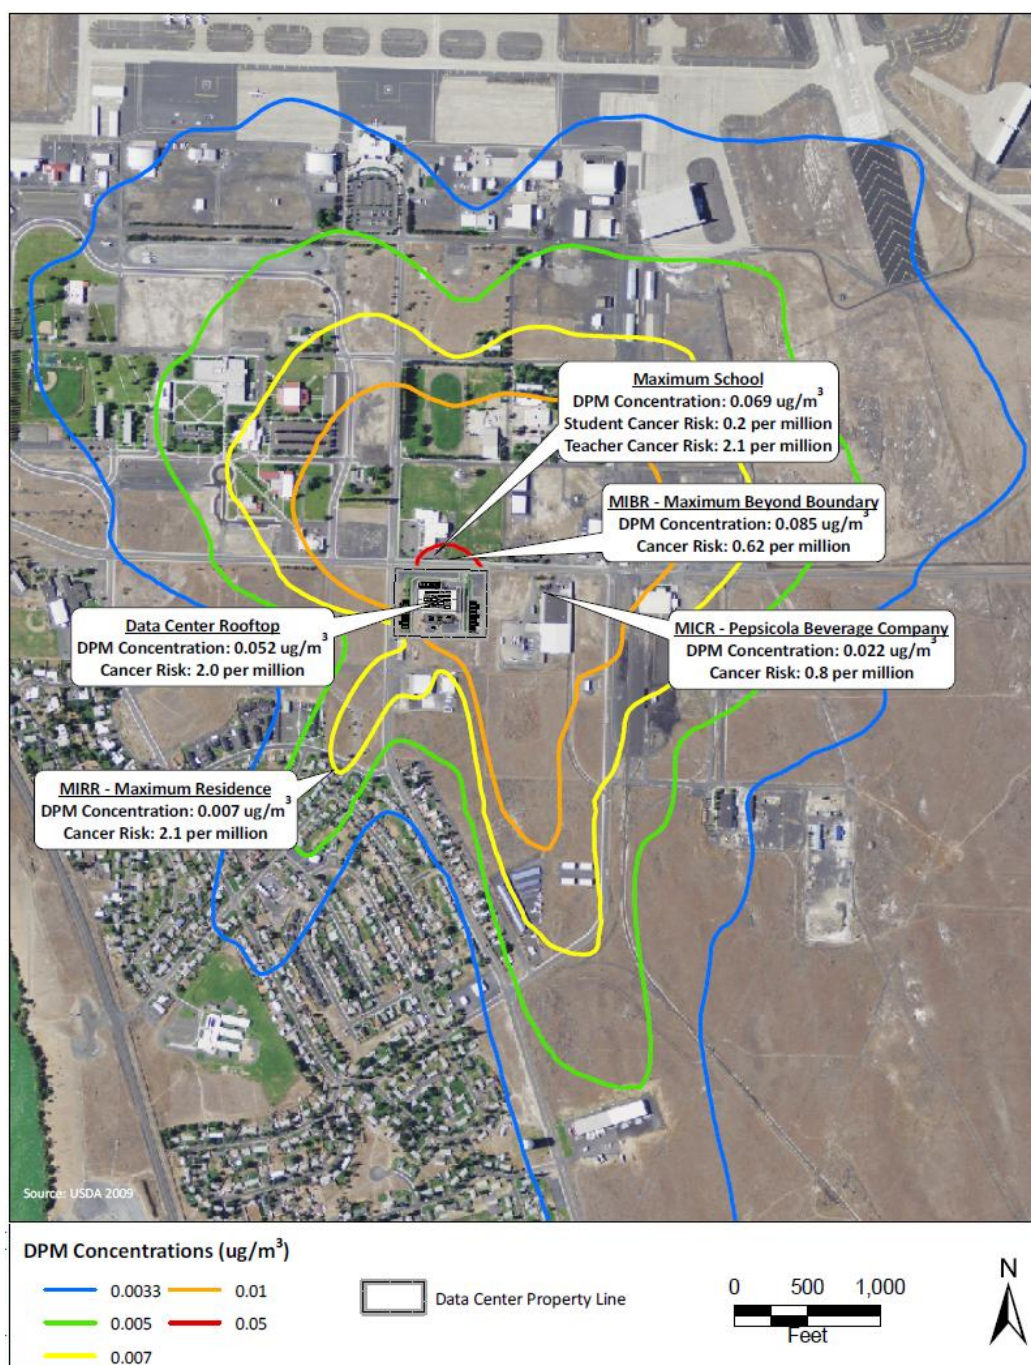 Maximum School
DPM Concentration: 0.069 ug/m³
Student Cancer Risk: 0.2 per million
Teacher Cancer Risk: 2.1 per million
MIBR - Maximum Beyond Boundary
DPM Concentration: 0.085 ug/m³
Cancer Risk: 0.62 per million
Data Center Rooftop
DPM Concentration: 0.052 ug/m³
Cancer Risk: 2.0 per million
MICR - Pepsicola Beverage Company
DPM Concentration: 0.022 ug/m³
Cancer Risk: 0.8 per million
MIRR - Maximum Residence
DPM Concentration: 0.007 ug/m³
Cancer Risk: 2.1 per million
Source: USDA 2009
DPM Concentrations (ug/m³)
0.0033
0.01
0.005
0.05
0.007
Data Center Property Line
0 500 1,000
Feet
N